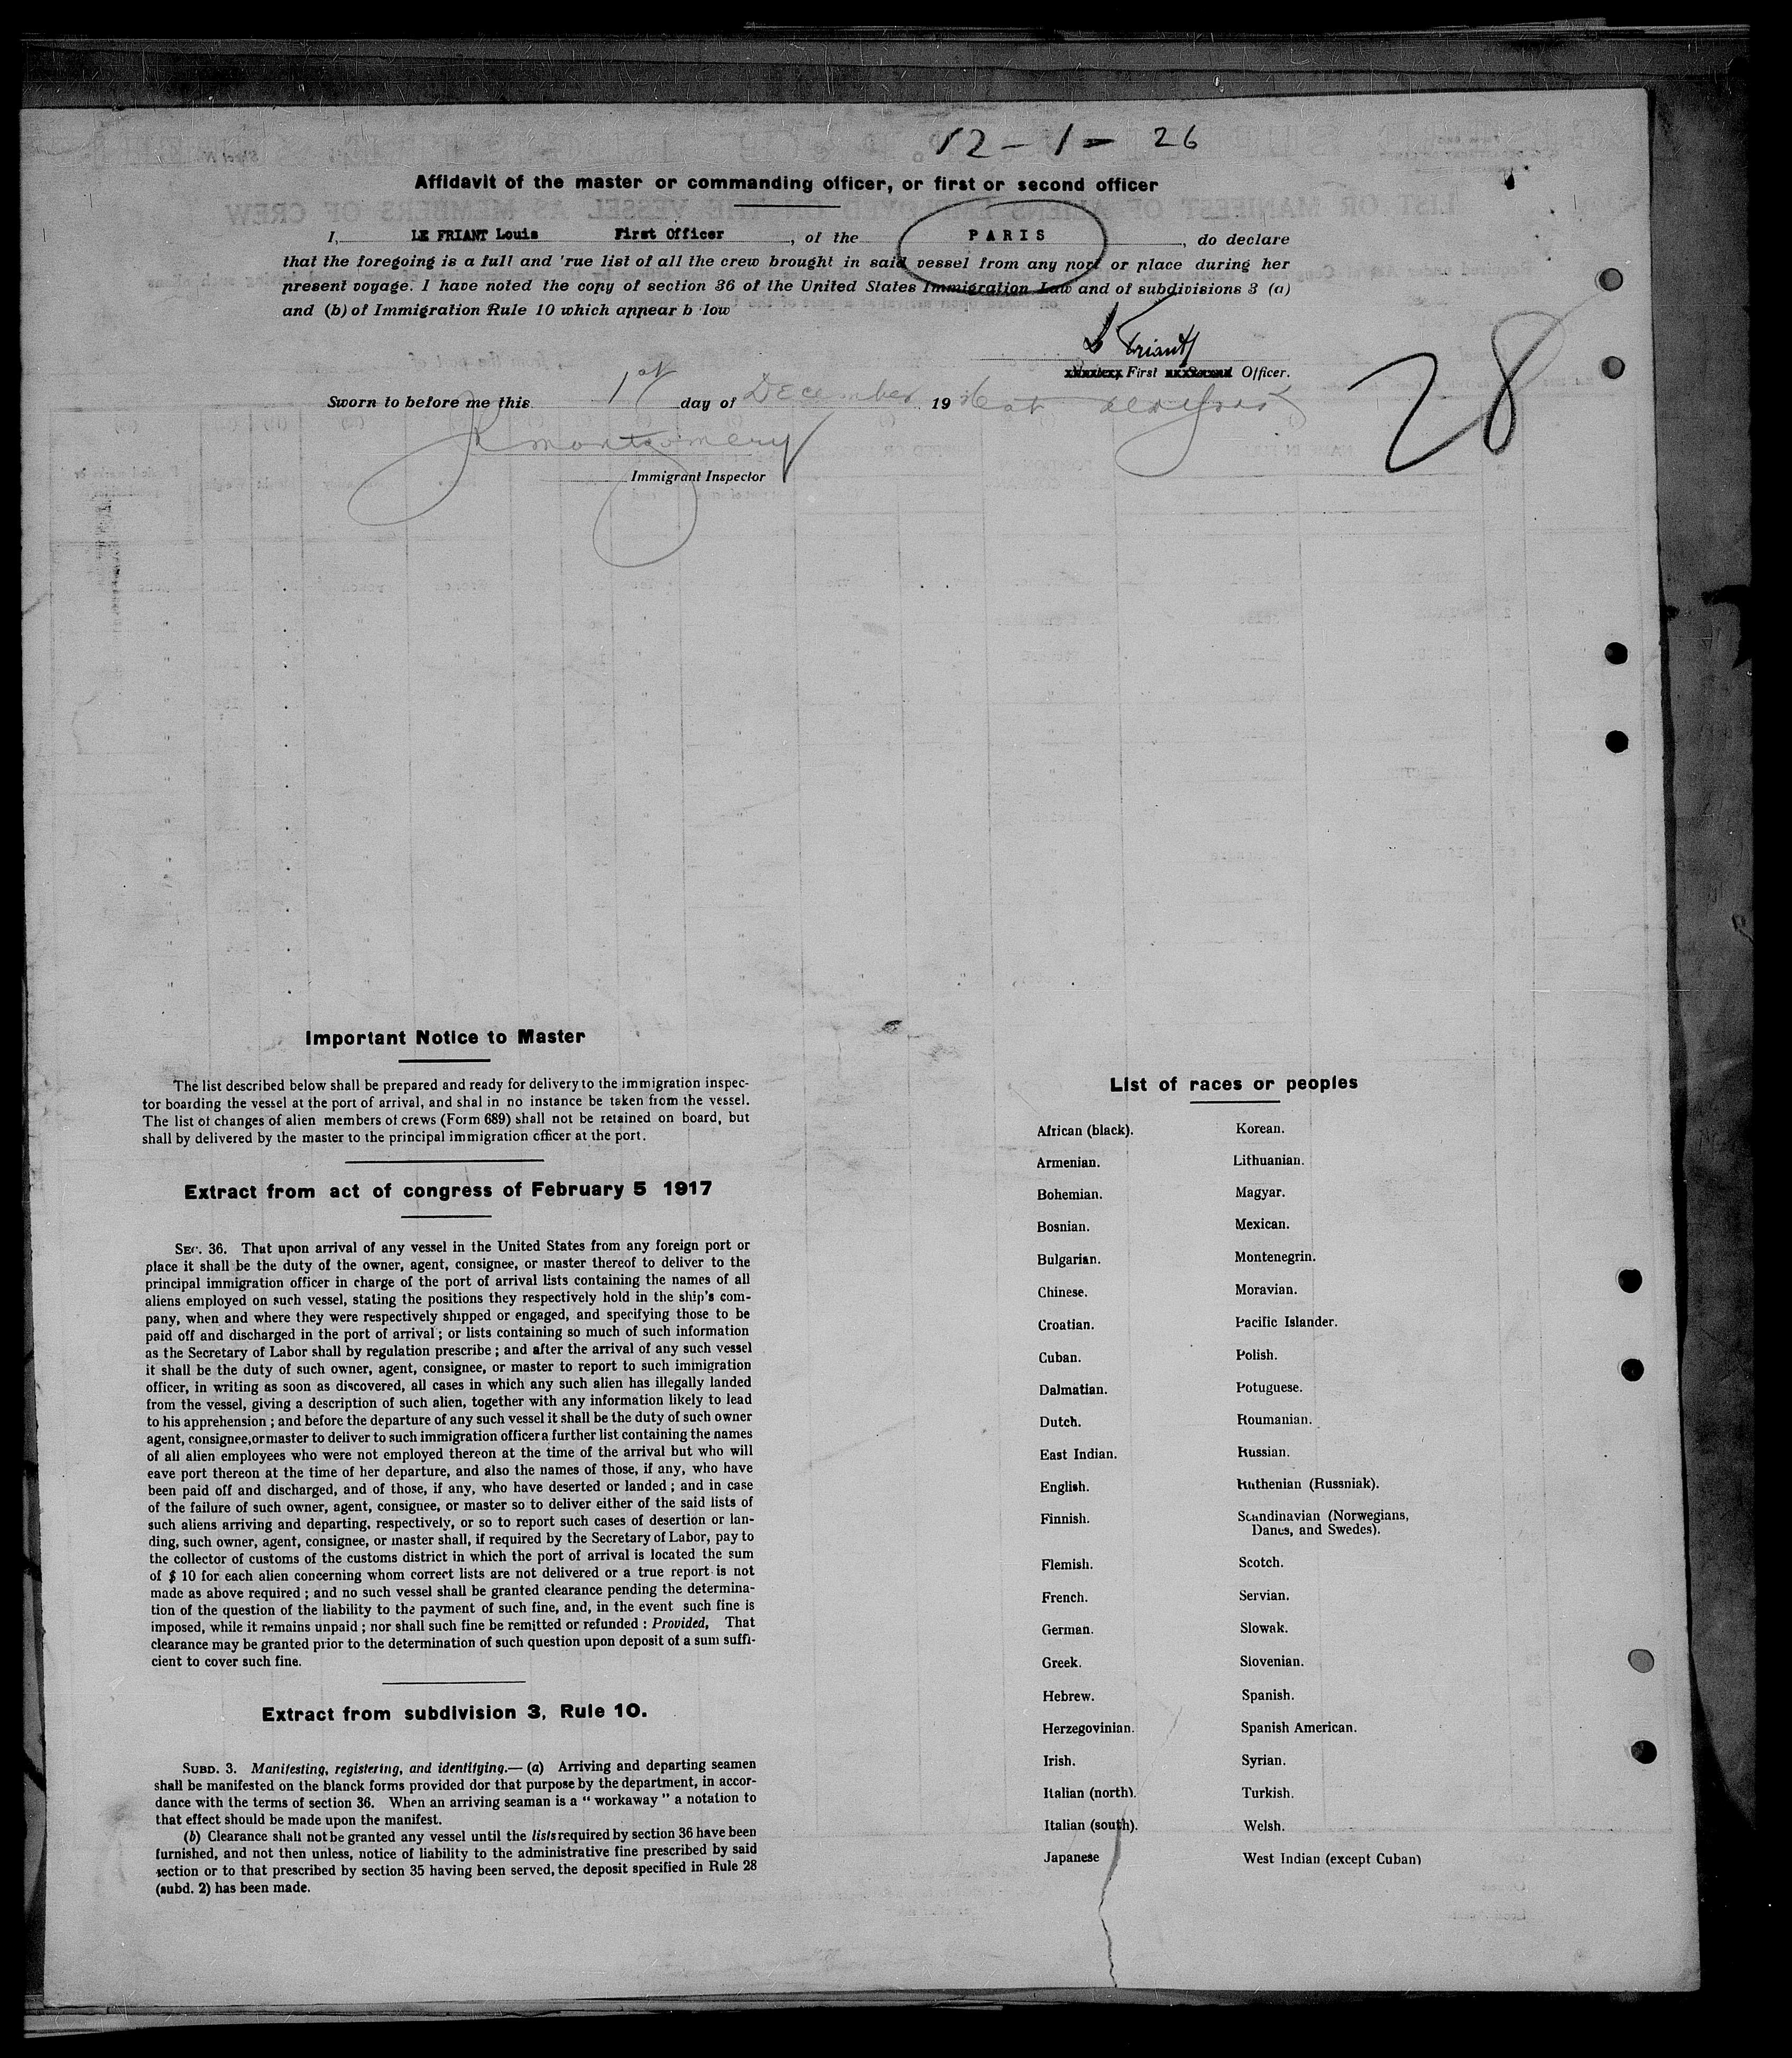 12 - 1 - 26
Affidavit of the master or commanding officer, or first or second officer
I, LE FRIANT Louis First Officer, of the PARIS, do declare
that the foregoing is a full and 'rue list of all the crew brought in said vessel from any port or place during her
present voyage. I have noted the copy of section 36 of the United States Immigration Law and of subdivisions 3 (a)
and (b) of Immigration Rule 10 which appear b low
Le Friant
First Officer.
28
Sworn to before me this 1st day of December 1926 at
Montgomery
Immigrant Inspector
Important Notice to Master
The list described below shall be prepared and ready for delivery to the immigration inspec-
tor boarding the vessel at the port of arrival, and shal in no instance be taken from the vessel.
The list of changes of alien members of crews (Form 689) shall not be retained on board, but
shall by delivered by the master to the principal immigration officer at the port.
Extract from act of congress of February 5 1917
SEC. 36. That upon arrival of any vessel in the United States from any foreign port or
place it shall be the duty of the owner, agent, consignee, or master thereof to deliver to the
principal immigration officer in charge of the port of arrival lists containing the names of all
aliens employed on such vessel, stating the positions they respectively hold in the ship's com-
pany, when and where they were respectively shipped or engaged, and specifying those to be
paid off and discharged in the port of arrival ; or lists containing so much of such information
as the Secretary of Labor shall by regulation prescribe ; and after the arrival of any such vessel
it shall be the duty of such owner, agent, consignee, or master to report to such immigration
officer, in writing as soon as discovered, all cases in which any such alien has illegally landed
from the vessel, giving a description of such alien, together with any information likely to lead
to his apprehension ; and before the departure of any such vessel it shall be the duty of such owner
agent, consignee, or master to deliver to such immigration officer a further list containing the names
of all alien employees who were not employed thereon at the time of the arrival but who will
eave port thereon at the time of her departure, and also the names of those, if any, who have
been paid off and discharged, and of those, if any, who have deserted or landed ; and in case
of the failure of such owner, agent, consignee, or master so to deliver either of the said lists of
such aliens arriving and departing, respectively, or so to report such cases of desertion or lan-
ding, such owner, agent, consignee, or master shall, if required by the Secretary of Labor, pay to
the collector of customs of the customs district in which the port of arrival is located the sum
of $ 10 for each alien concerning whom correct lists are not delivered or a true report is not
made as above required ; and no such vessel shall be granted clearance pending the determina-
tion of the question of the liability to the payment of such fine, and, in the event such fine is
imposed, while it remains unpaid ; nor shall such fine be remitted or refunded : Provided, That
clearance may be granted prior to the determination of such question upon deposit of a sum suffi-
cient to cover such fine.
Extract from subdivision 3, Rule 10.
SUBD. 3. Manifesting, registering, and identifying.— (a) Arriving and departing seamen
shall be manifested on the blanck forms provided dor that purpose by the department, in accor-
dance with the terms of section 36. When an arriving seaman is a " workaway " a notation to
that effect should be made upon the manifest.
(b) Clearance shall not be granted any vessel until the lists required by section 36 have been
furnished, and not then unless, notice of liability to the administrative fine prescribed by said
section or to that prescribed by section 35 having been served, the deposit specified in Rule 28
(subd. 2) has been made.
List of races or peoples
African (black). Korean.
Armenian. Lithuanian.
Bohemian. Magyar.
Bosnian. Mexican.
Bulgarian. Montenegrin.
Chinese. Moravian.
Croatian. Pacific Islander.
Cuban. Polish.
Dalmatian. Potuguese.
Dutch. Roumanian.
East Indian. Russian.
English. Ruthenian (Russniak).
Finnish. Scandinavian (Norwegians,
Danes, and Swedes).
Flemish. Scotch.
French. Servian.
German. Slowak.
Greek. Slovenian.
Hebrew. Spanish.
Herzegovinian. Spanish American.
Irish. Syrian.
Italian (north). Turkish.
Italian (south). Welsh.
Japanese West Indian (except Cuban)